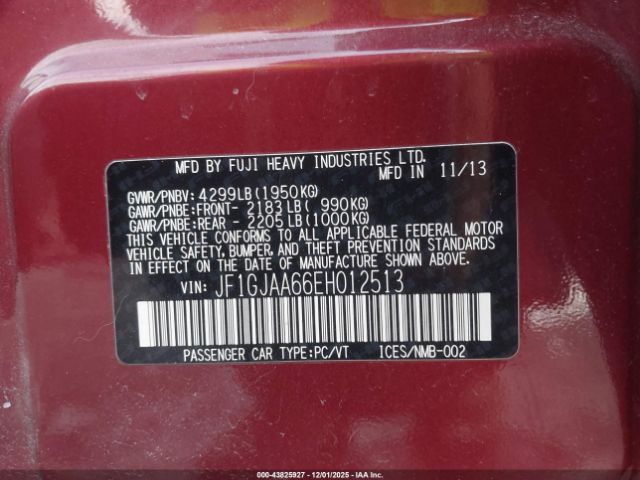 MFD BY FUJI HEAVY INDUSTRIES LTD.
MFD IN 11/13
GVWR/PNBV: 4299LB(1950KG)
GAWR/PNBE:FRONT- 2183LB( 990KG)
GAWR/PNBE:REAR - 2205LB(1000KG)
THIS VEHICLE CONFORMS TO ALL APPLICABLE FEDERAL MOTOR
VEHICLE SAFETY, BUMPER, AND THEFT PREVENTION STANDARDS
IN EFFECT ON THE DATE OF MANUFACTURE SHOWN ABOVE.
VIN: JF1GJAA66EH012513
PASSENGER CAR TYPE:PC/VT ICES/NMB-002
000-43825927 - 12/01/2025 - IAAI.COM